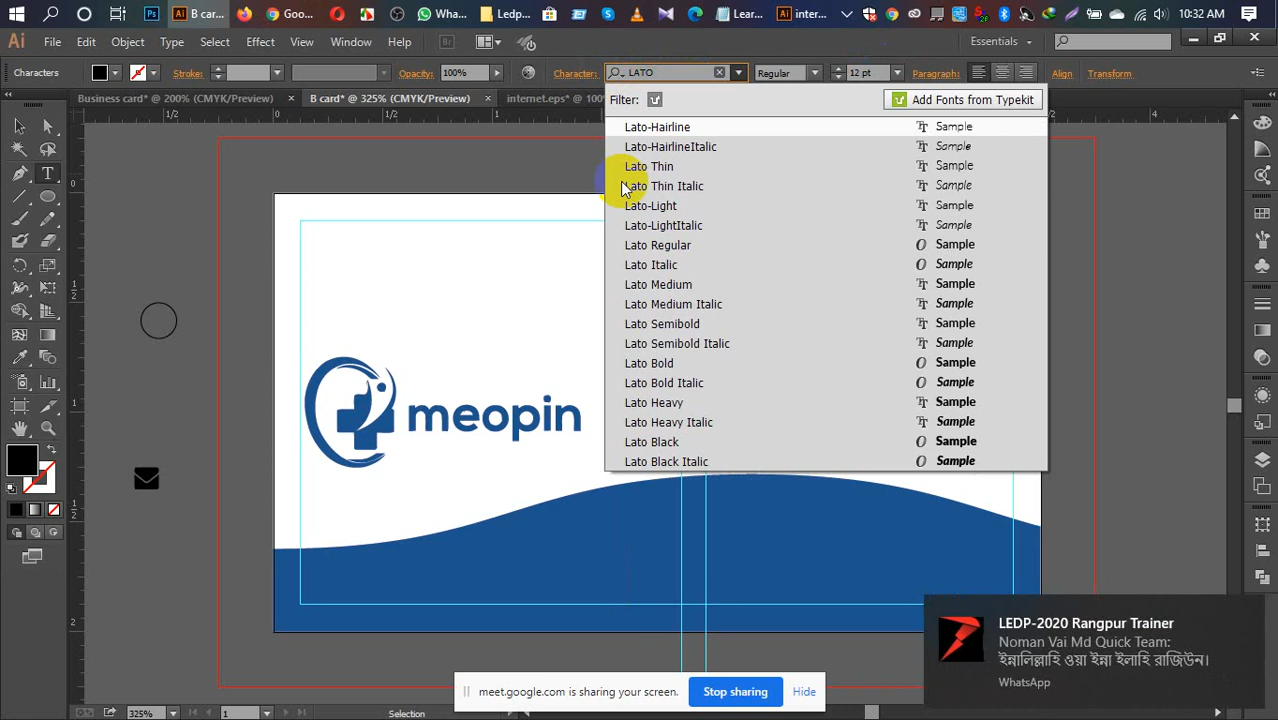 B car...
Goo...
Wha...
Ledp...
Lear...
inter...
10:32 AM
Ai
File Edit Object Type Select Effect View Window Help
Br
Essentials
Characters
Stroke:
Opacity: 100%
Character: LATO
Regular
12 pt
Paragraph:
Align
Transform
Business card* @ 200% (CMYK/Preview)
B card* @ 325% (CMYK/Preview)
internet.eps* @ 100
Filter:
Add Fonts from Typekit
Lato-Hairline Sample
Lato-HairlineItalic Sample
Lato Thin Sample
Lato Thin Italic Sample
Lato-Light Sample
Lato-LightItalic Sample
Lato Regular Sample
Lato Italic Sample
Lato Medium Sample
Lato Medium Italic Sample
Lato Semibold Sample
Lato Semibold Italic Sample
Lato Bold Sample
Lato Bold Italic Sample
Lato Heavy Sample
Lato Heavy Italic Sample
Lato Black Sample
Lato Black Italic Sample
meopin
LEDP-2020 Rangpur Trainer
Noman Vai Md Quick Team:
ইন্নালিল্লাহি ওয়া ইন্না ইলাহি রাজিউন।
WhatsApp
meet.google.com is sharing your screen.
Stop sharing
Hide
325%
1
Selection